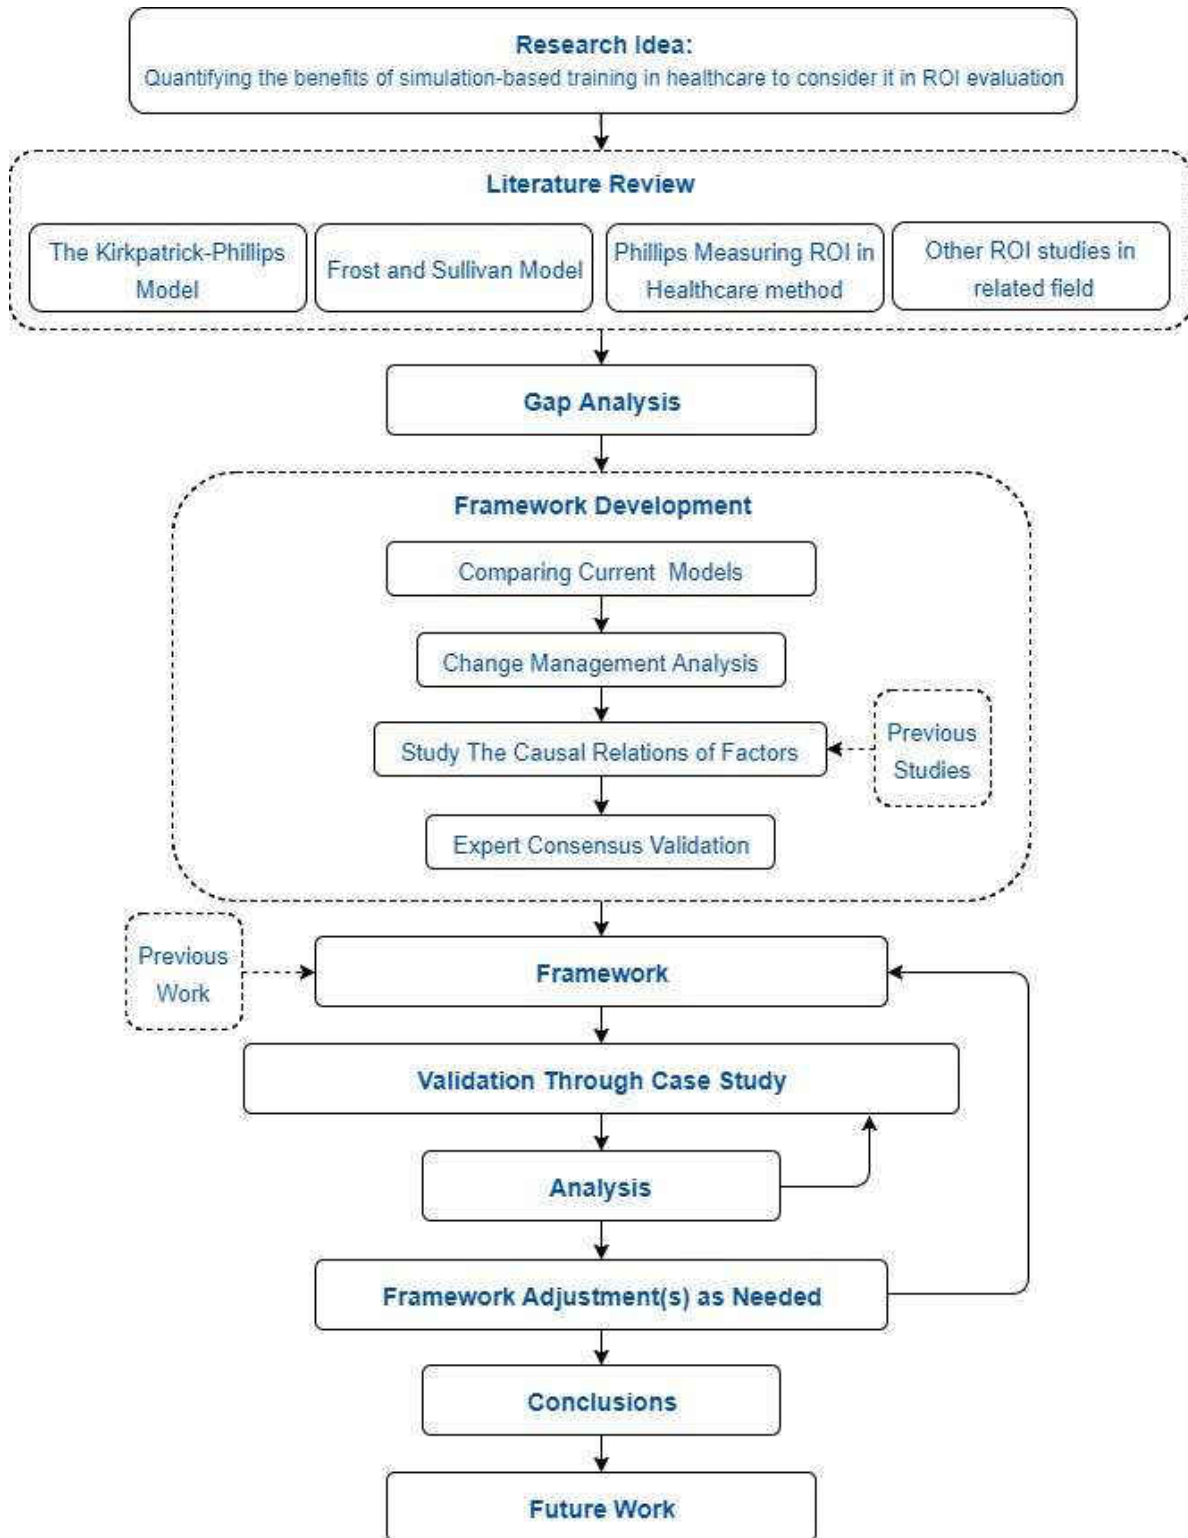 Research Idea:
Quantifying the benefits of simulation-based training in healthcare to consider it in ROI evaluation
Literature Review
The Kirkpatrick-Phillips
Model
Frost and Sullivan Model
Phillips Measuring ROI in
Healthcare method
Other ROI studies in
related field
Gap Analysis
Framework Development
Comparing Current Models
Change Management Analysis
Study The Causal Relations of Factors
Previous
Studies
Expert Consensus Validation
Previous
Work
Framework
Validation Through Case Study
Analysis
Framework Adjustment(s) as Needed
Conclusions
Future Work